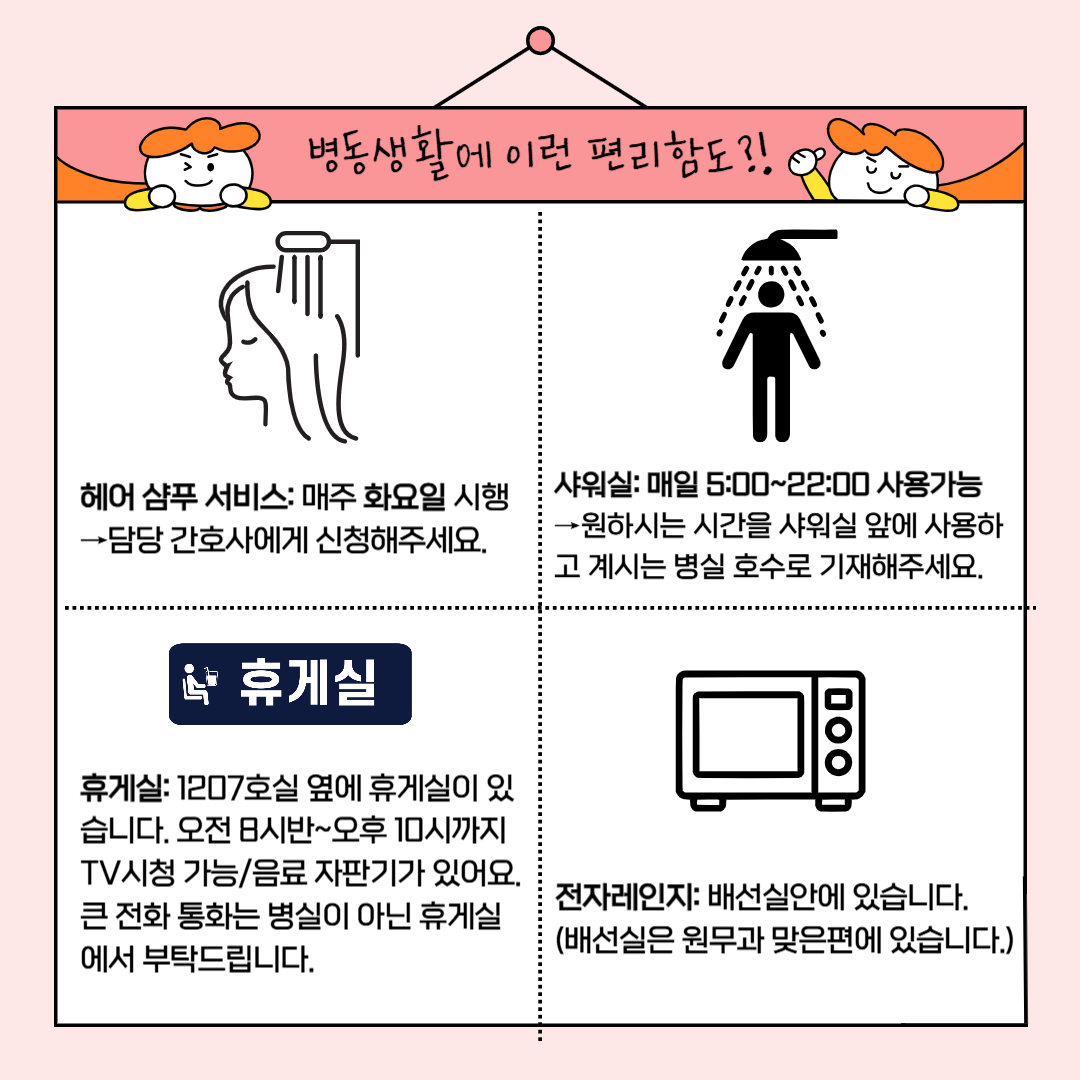 병동생활에 이런 편리함도?!
헤어 샴푸 서비스: 매주 화요일 시행
→담당 간호사에게 신청해주세요.
샤워실: 매일 5:00~22:00 사용가능
→원하시는 시간을 샤워실 앞에 사용하
고 계시는 병실 호수로 기재해주세요.
휴게실
휴게실: 1207호실 옆에 휴게실이 있
습니다. 오전 8시반~오후 10시까지
TV시청 가능/음료 자판기가 있어요.
큰 전화 통화는 병실이 아닌 휴게실
에서 부탁드립니다.
전자레인지: 배선실안에 있습니다.
(배선실은 원무과 맞은편에 있습니다.)